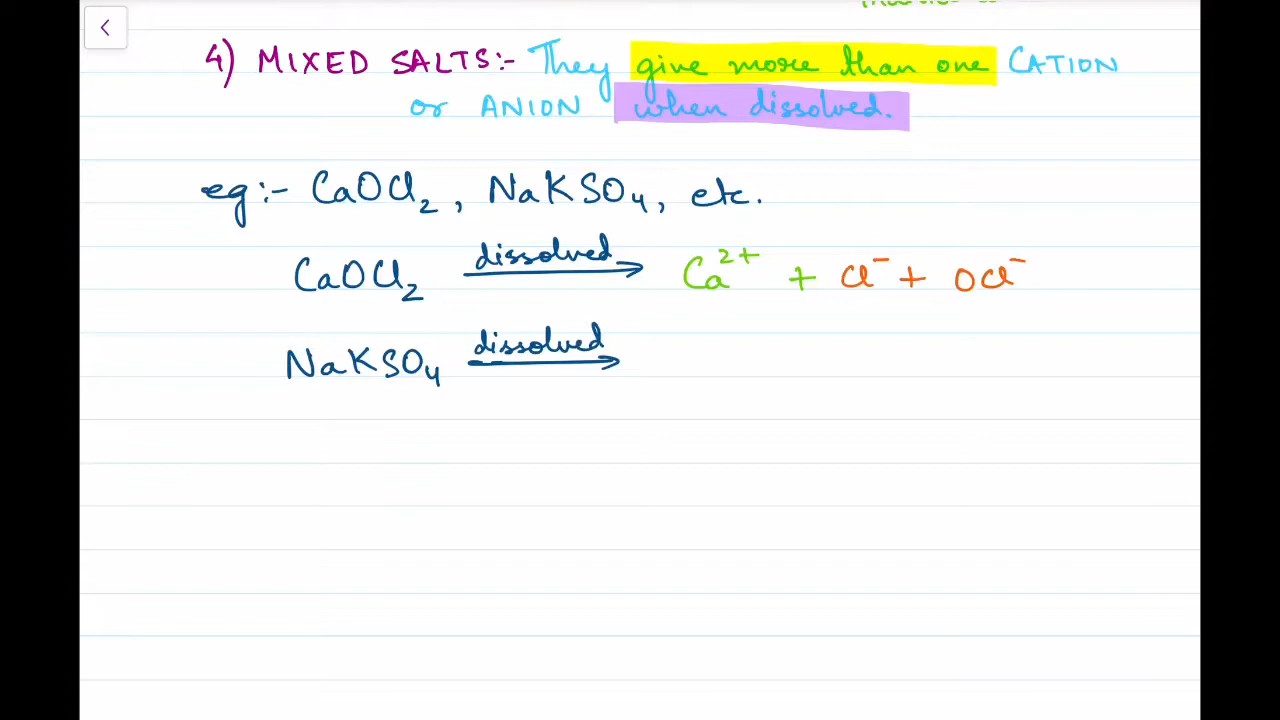 4) MIXED SALTS:- They give more than one CATION
or ANION when dissolved.
eg:- CaOCl₂, NaKSO₄, etc.
CaOCl₂ dissolved → Ca²⁺ + Cl⁻ + OCl⁻
NaKSO₄ dissolved →